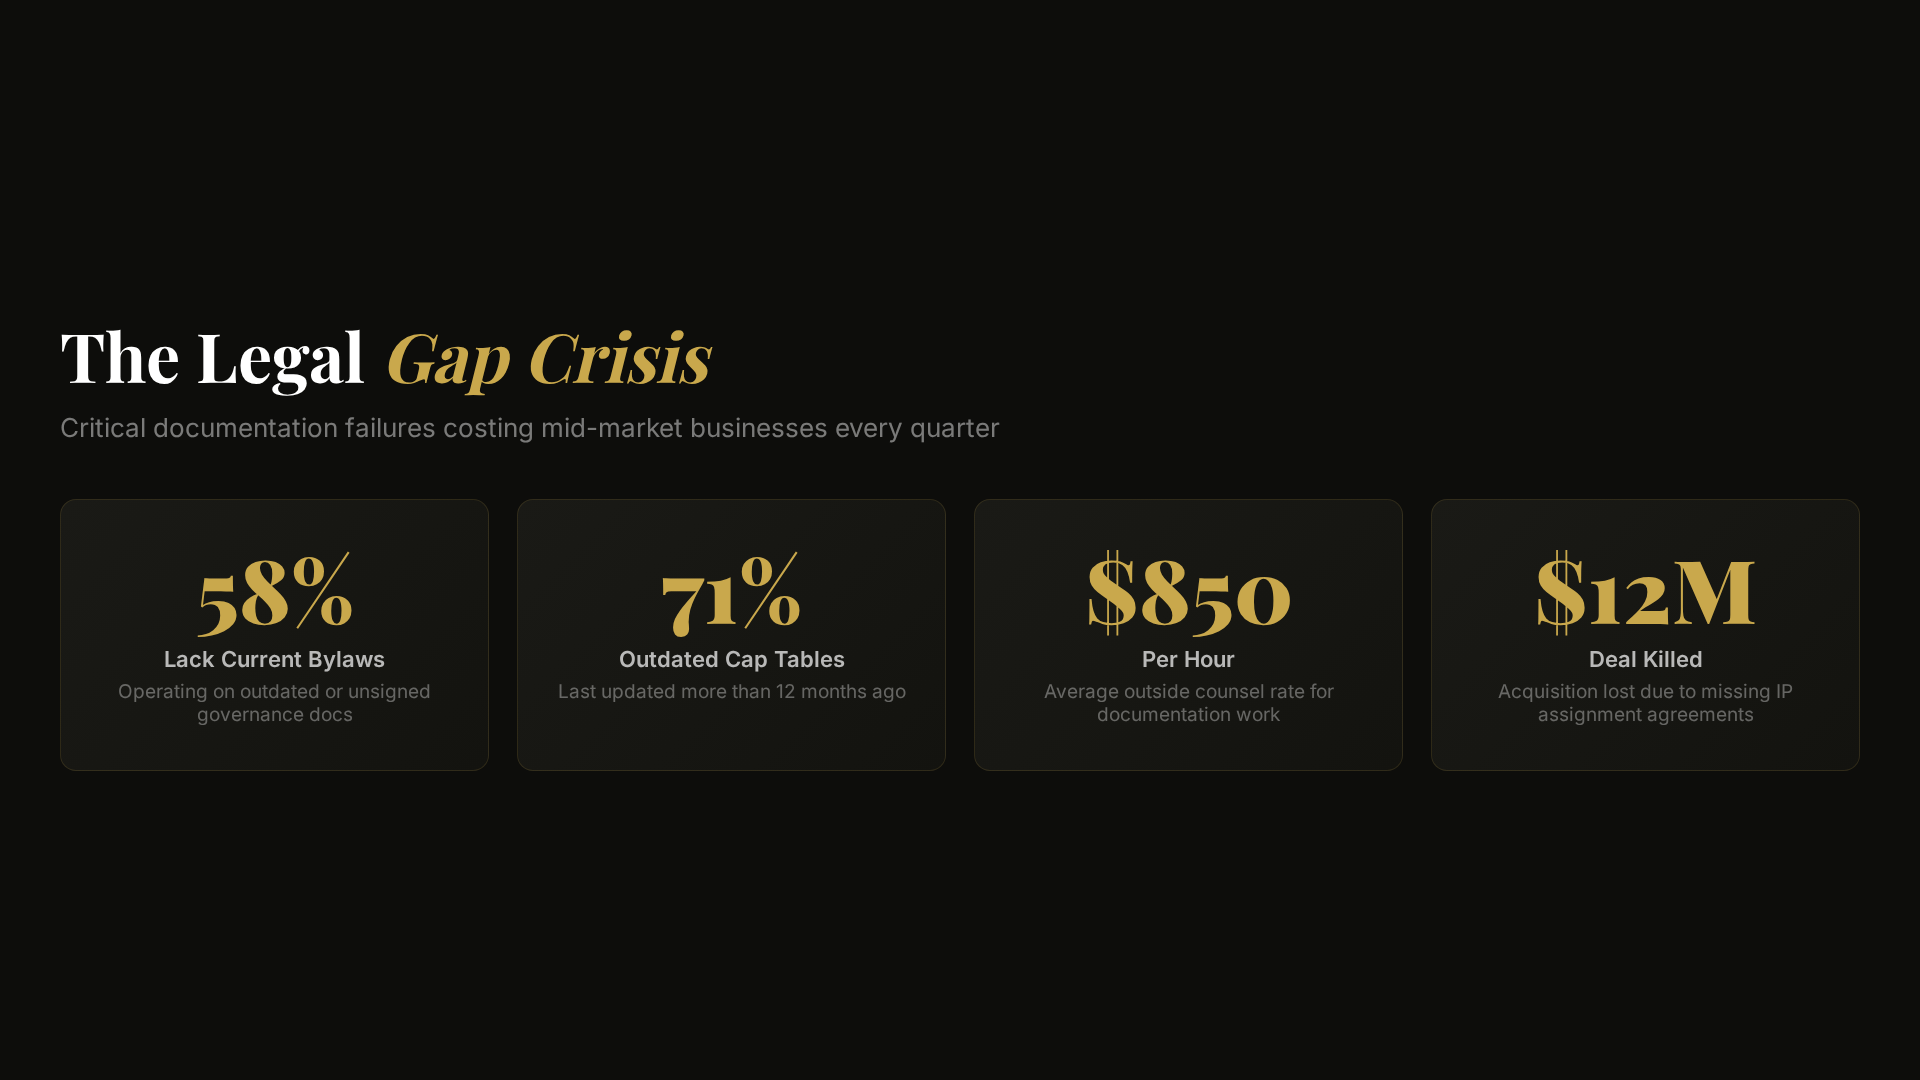 The Legal Gap Crisis
Critical documentation failures costing mid-market businesses every quarter
58%
Lack Current Bylaws
Operating on outdated or unsigned
governance docs
71%
Outdated Cap Tables
Last updated more than 12 months ago
$850
Per Hour
Average outside counsel rate for
documentation work
$12M
Deal Killed
Acquisition lost due to missing IP
assignment agreements